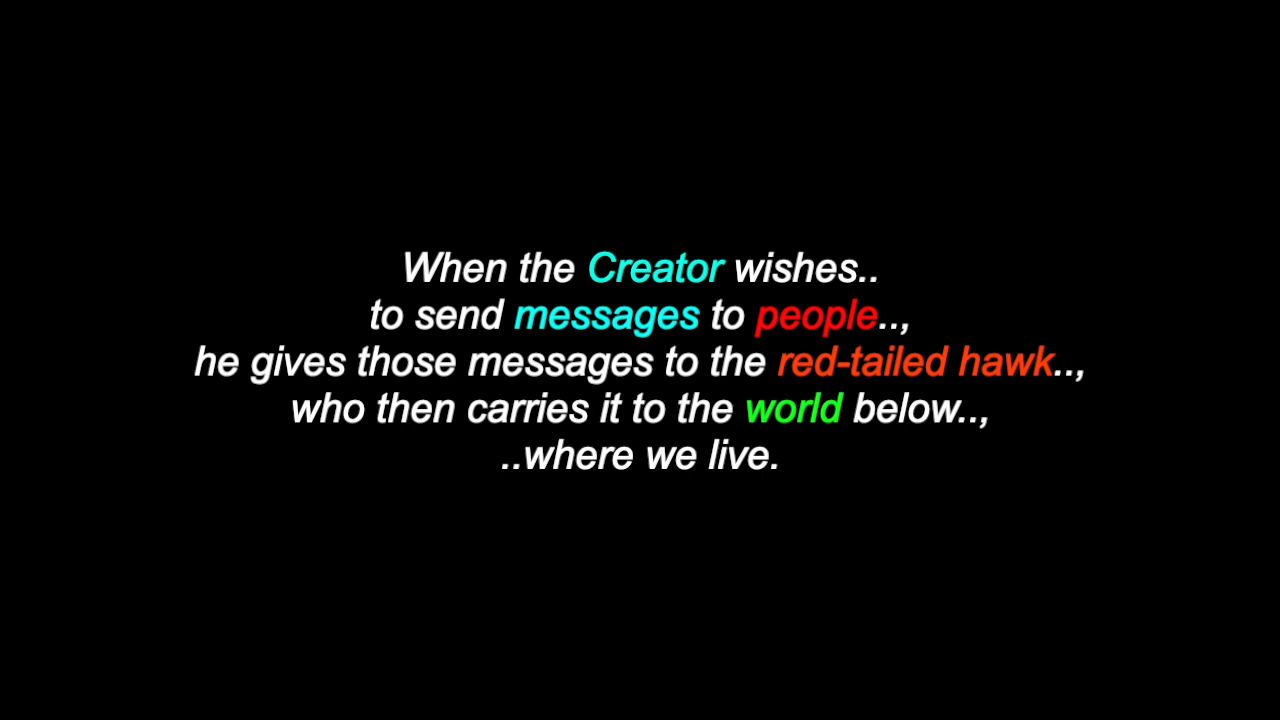 When the Creator wishes..
to send messages to people..,
he gives those messages to the red-tailed hawk..,
who then carries it to the world below..,
..where we live.